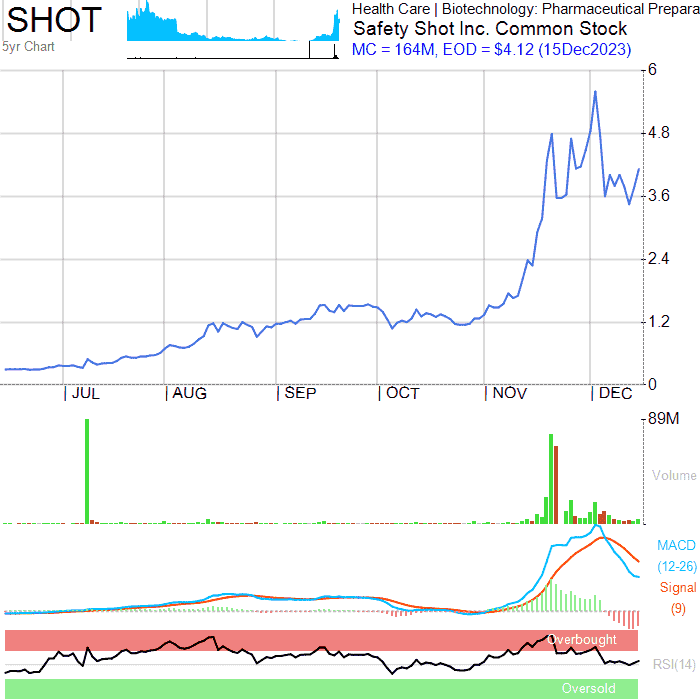 SHOT
5yr Chart
Health Care | Biotechnology: Pharmaceutical Prepara
Safety Shot Inc. Common Stock
MC = 164M, EOD = $4.12 (15Dec2023)
6
4.8
3.6
2.4
1.2
0
|JUL |AUG |SEP |OCT |NOV |DEC
89M
Volume
MACD
(12-26)
Signal
(9)
Overbought
RSI(14)
Oversold